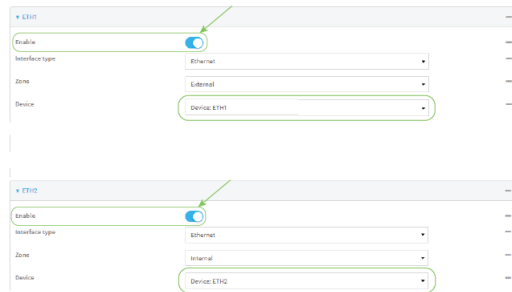 ▾ ETH1
Enable
Interface type
Ethernet
Zone
External
Device
Device: ETH1
▾ ETH2
Enable
Interface type
Ethernet
Zone
Internal
Device
Device: ETH2